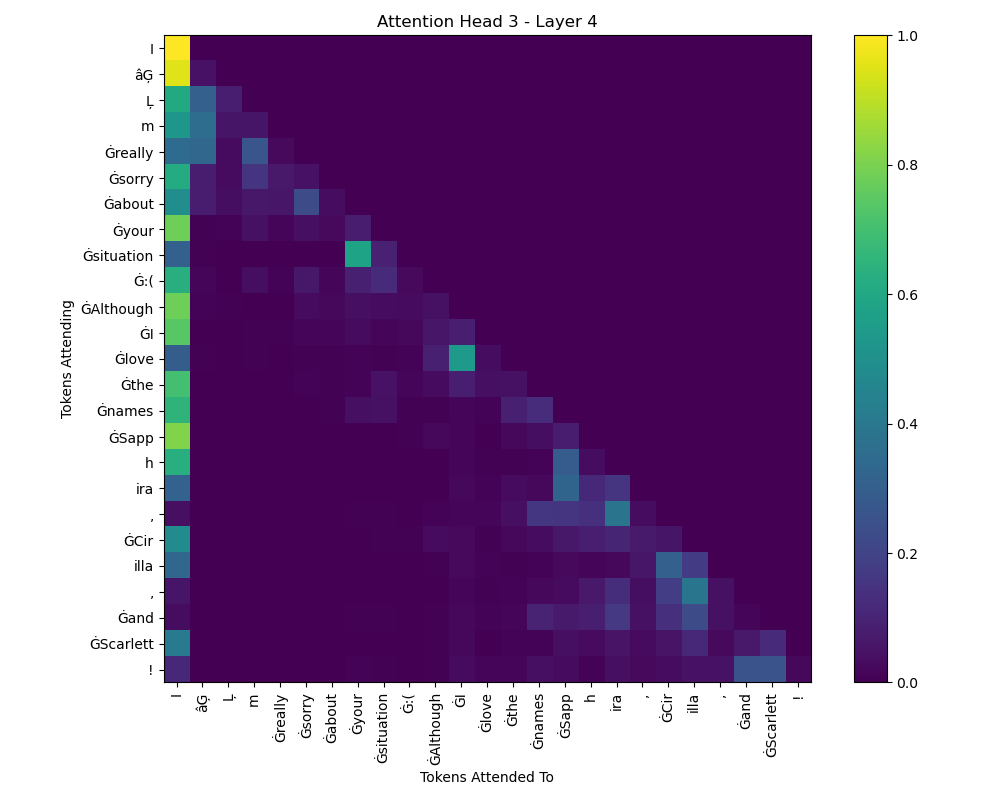 Attention Head 3 - Layer 4
Tokens Attending
I
âĢ
Ļ
m
Ġreally
Ġsorry
Ġabout
Ġyour
Ġsituation
Ġ:(
ĠAlthough
ĠI
Ġlove
Ġthe
Ġnames
ĠSapp
h
ira
,
ĠCir
illa
,
Ġand
ĠScarlett
!
I
âĢ
Ļ
m
Ġreally
Ġsorry
Ġabout
Ġyour
Ġsituation
Ġ:(
ĠAlthough
ĠI
Ġlove
Ġthe
Ġnames
ĠSapp
h
ira
,
ĠCir
illa
,
Ġand
ĠScarlett
!
Tokens Attended To
1.0
0.8
0.6
0.4
0.2
0.0